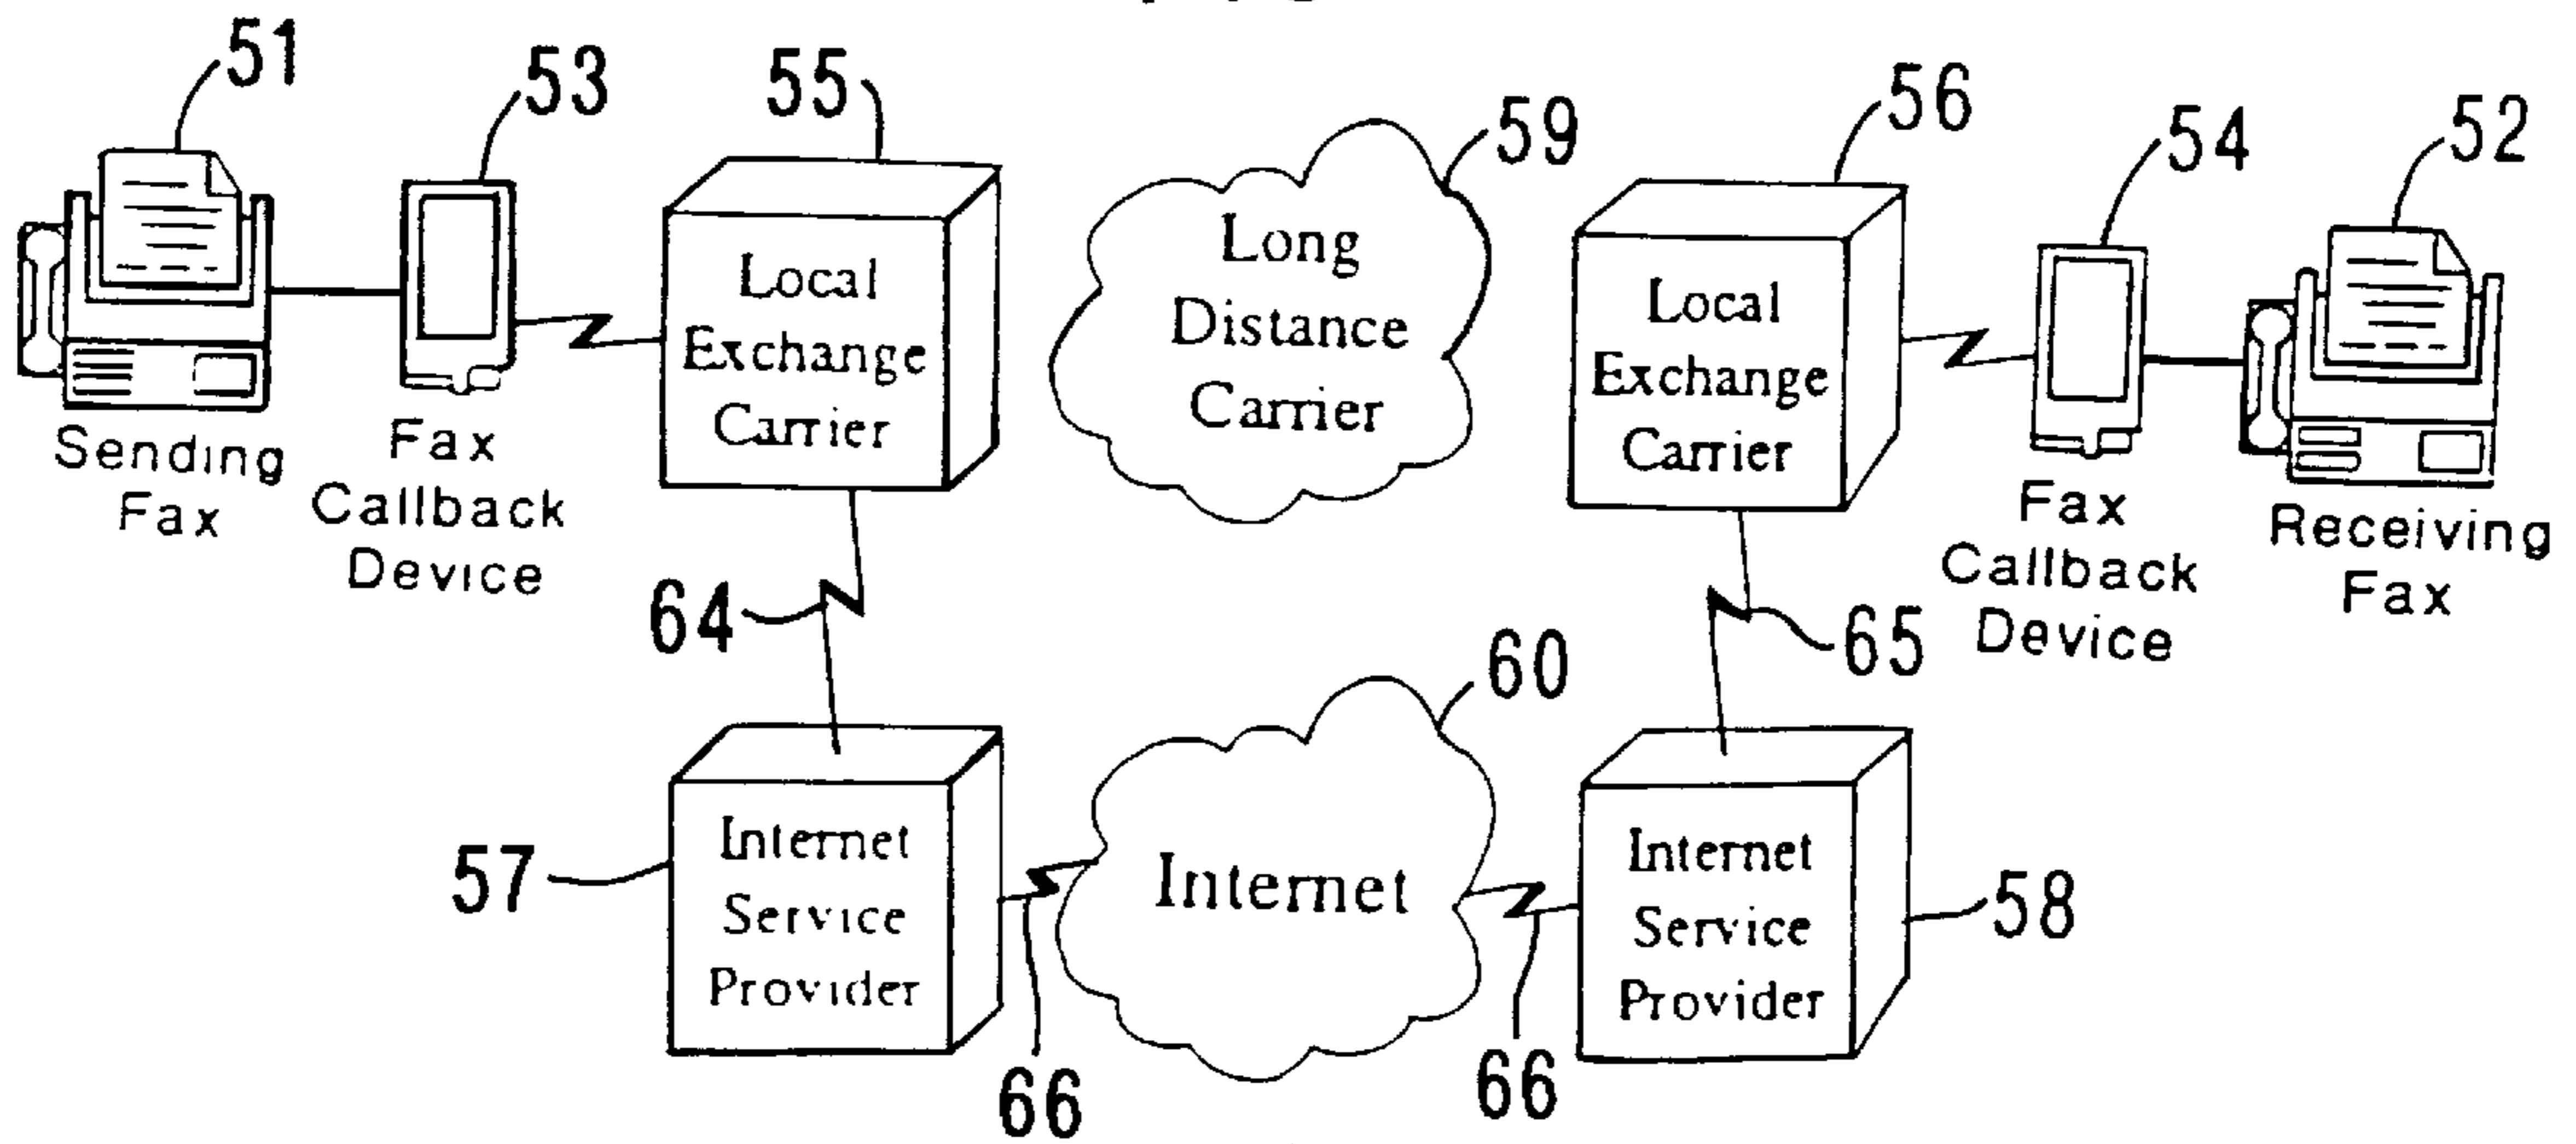 51
53
55
59
56
54
52
Local
Exchange
Carrier
Long
Distance
Carrier
Local
Exchange
Carrier
Sending
Fax
Fax
Callback
Device
Fax
Callback
Device
Receiving
Fax
64
65
60
57
Internet
Service
Provider
Internet
Internet
Service
Provider
58
66
66